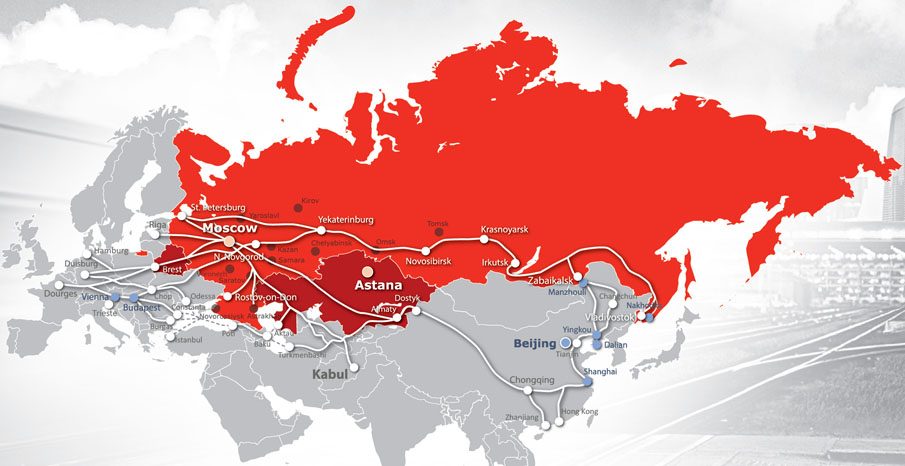 Kirov
St. Petersburg
Yaroslavl
Tomsk
Yekaterinburg
Riga
Moscow
Krasnoyarsk
Omsk
Hamburg
N. Novgorod
Kazan
Chelyabinsk
Novosibirsk
Irkutsk
Duisburg
Samara
Brest
Zabaikalsk
Astana
Manzhouli
Dourges
Vienna
Chop
Odessa
Rostov-on-Don
Dostyk
Changchun
Nakhodka
Budapest
Trieste
Constanta
Novorossiysk
Astrakhan
Almaty
Vladivostok
Burgas
Poti
Aktau
Yingkou
Istanbul
Baku
Beijing
Dalian
Turkmenbashi
Tianjin
Kabul
Shanghai
Chongqing
Zhanjiang
Hong Kong